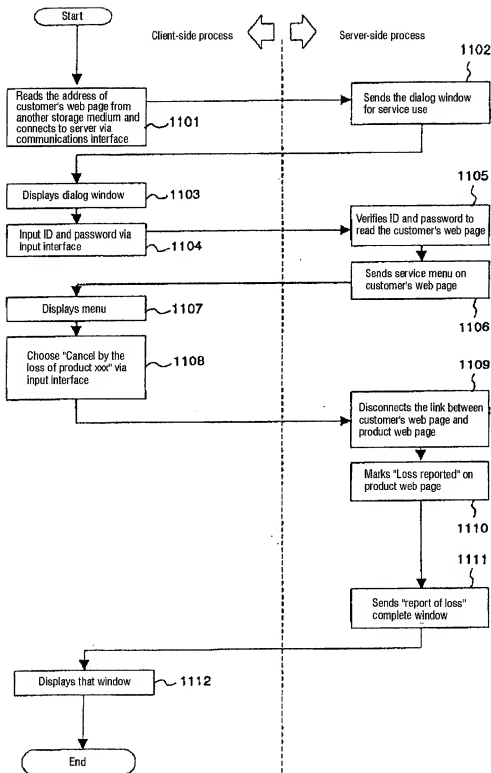 Start
Client-side process
Server-side process
1102
Reads the address of
customer's web page from
another storage medium and
connects to server via
communications interface
1101
Sends the dialog window
for service use
Displays dialog window
1103
1105
Input ID and password via
input interface
1104
Verifies ID and password to
read the customer's web page
Sends service menu on
customer's web page
1106
Displays menu
1107
Choose "Cancel by the
loss of product xxx" via
input interface
1108
1109
Disconnects the link between
customer's web page and
product web page
Marks "Loss reported" on
product web page
1110
1111
Sends "report of loss"
complete window
Displays that window
1112
End